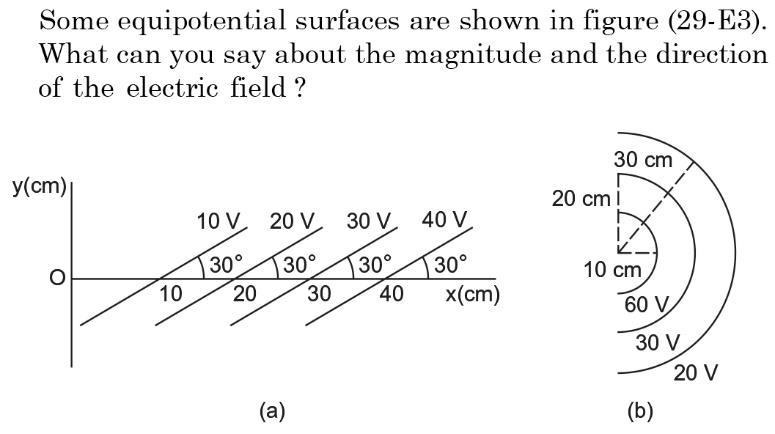 Some equipotential surfaces are shown in figure (29-E3).
What can you say about the magnitude and the direction
of the electric field ?
y(cm)
10 V 20 V 30 V 40 V
30° 30° 30° 30°
O
10 20 30 40 x(cm)
(a)
30 cm
20 cm
10 cm
60 V
30 V
20 V
(b)